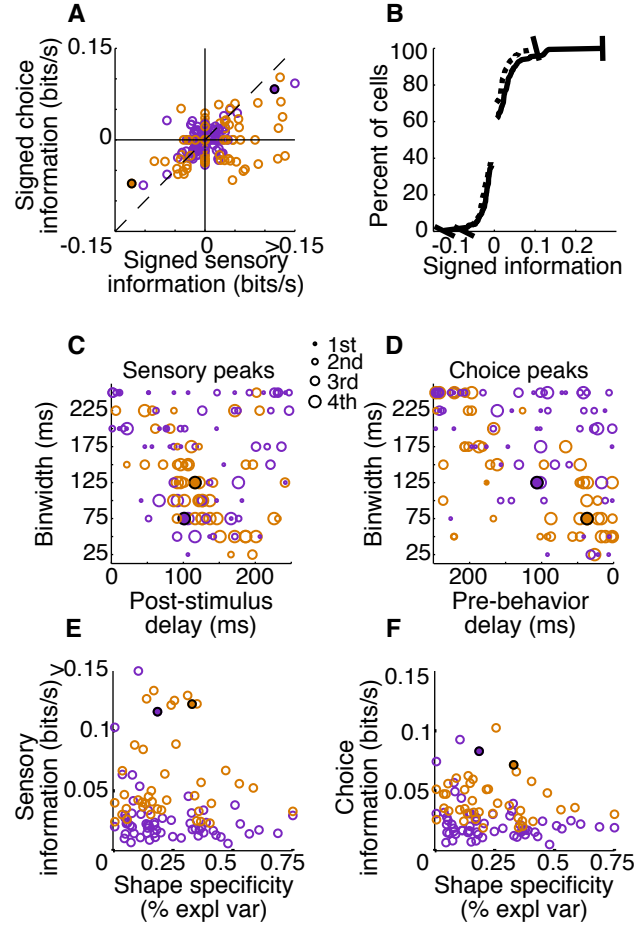 A
B
0.15
0
-0.15
Signed choice
information (bits/s)
0
>
0.15
Signed sensory
information (bits/s)
100
80
60
40
20
0
Percent of cells
-0.1
0
0.1
0.2
Signed information
C
Sensory peaks
1st
2nd
3rd
4th
D
Choice peaks
225
175
125
75
25
Binwidth (ms)
0
100
200
Post-stimulus
delay (ms)
225
175
125
75
25
Binwidth (ms)
200
100
0
Pre-behavior
delay (ms)
E
F
>
0.15
0.1
0.05
Sensory
information (bits/s)
0
0.25
0.5
0.75
Shape specificity
(% expl var)
0.15
0.1
0.05
Choice
information (bits/s)
0
0.25
0.5
0.75
Shape specificity
(% expl var)